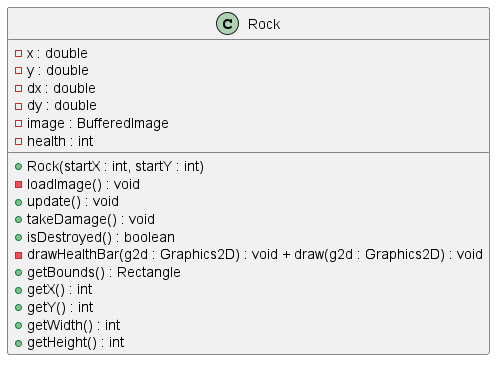 C Rock
x : double
y : double
dx : double
dy : double
image : BufferedImage
health : int
Rock(startX : int, startY : int)
loadImage() : void
update() : void
takeDamage() : void
isDestroyed() : boolean
drawHealthBar(g2d : Graphics2D) : void + draw(g2d : Graphics2D) : void
getBounds() : Rectangle
getX() : int
getY() : int
getWidth() : int
getHeight() : int